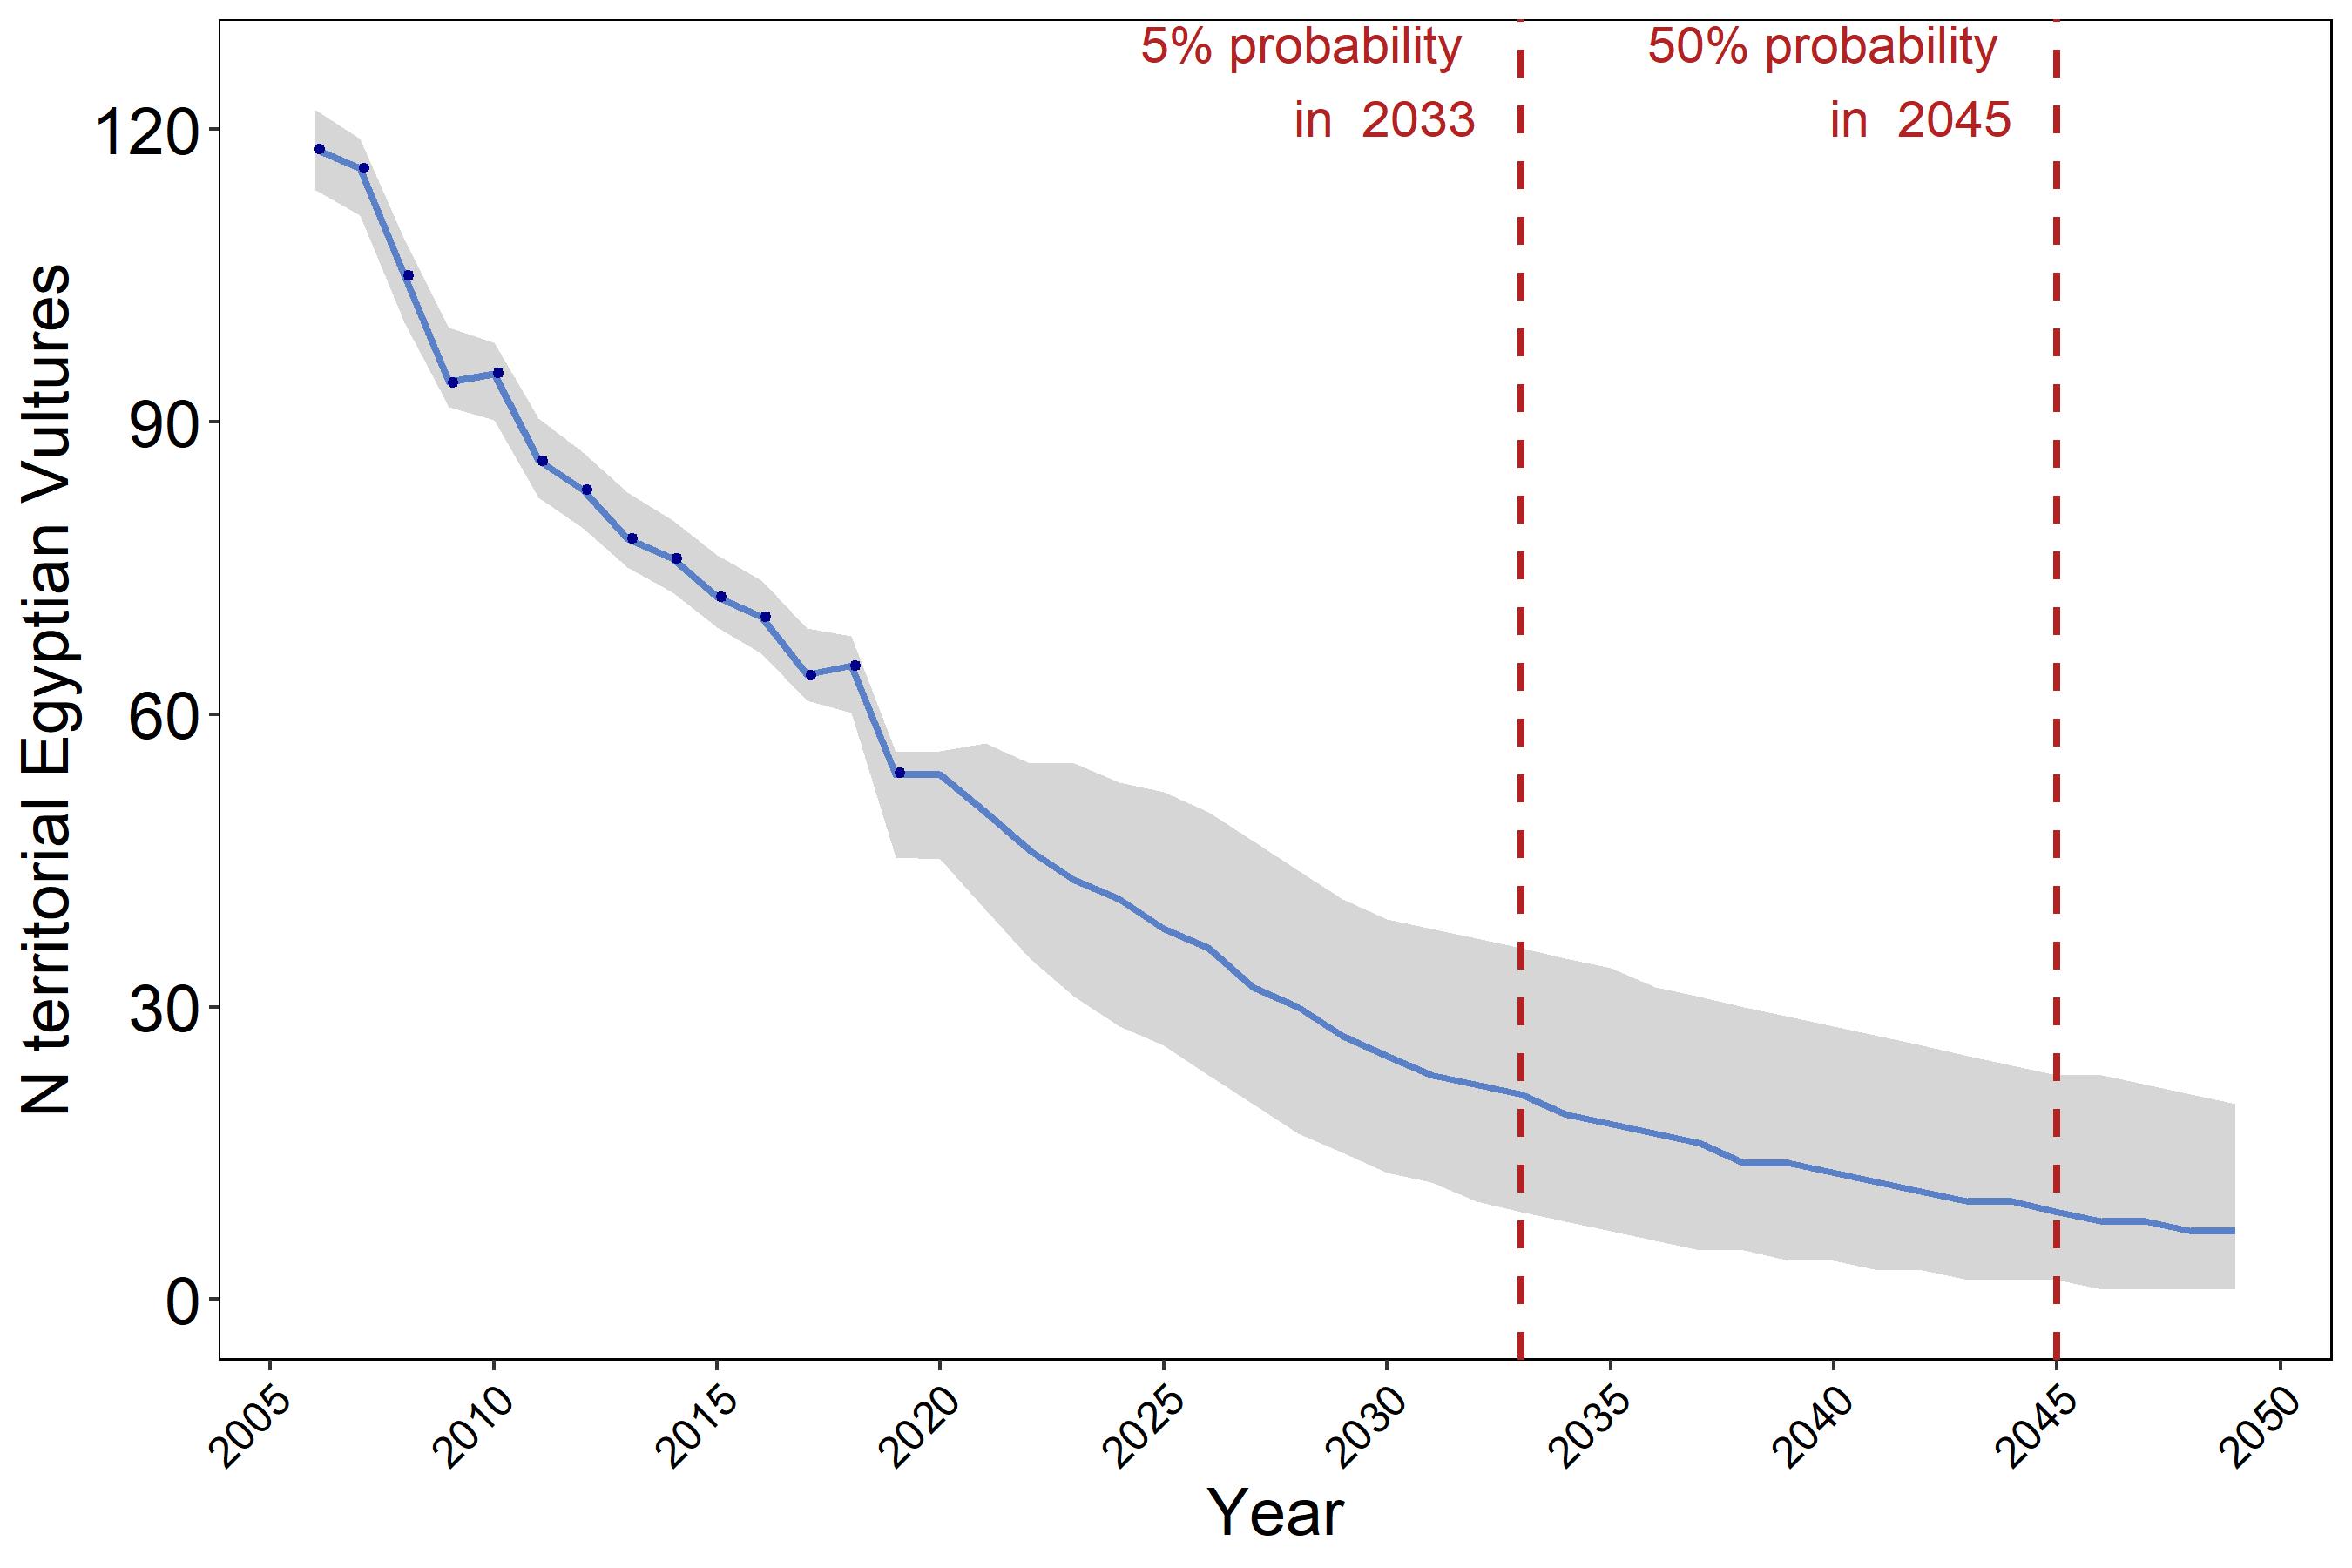 5% probability
in 2033
50% probability
in 2045
N territorial Egyptian Vultures
120
90
60
30
0
2005
2010
2015
2020
2025
2030
2035
2040
2045
2050
Year